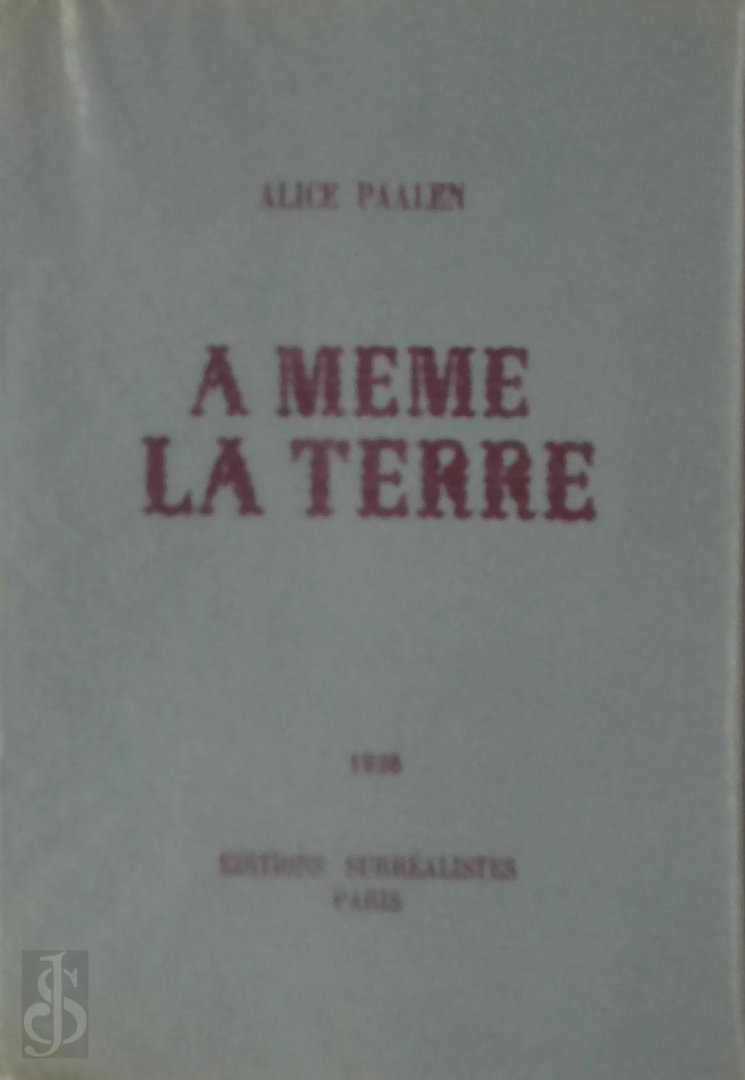 ALICE PAALEN
A MEME
LA TERRE
1936
EDITIONS SURREALISTES
PARIS